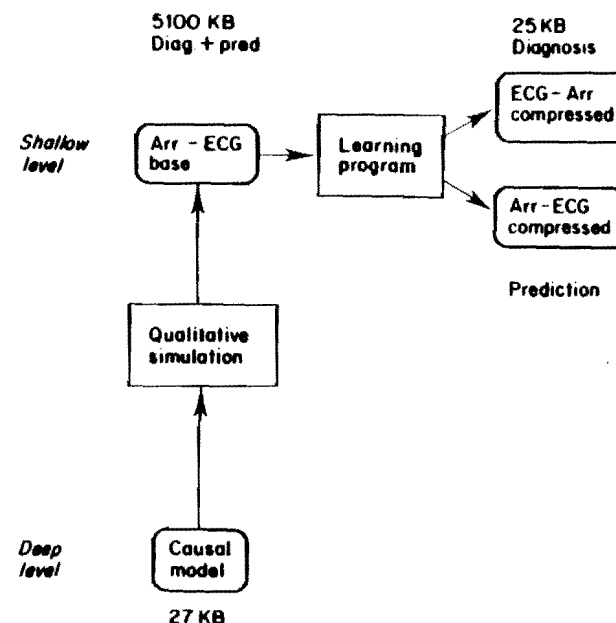 5100 KB
Diag. + pred
25 KB
Diagnosis
Shallow
level
Arr - ECG
base
Learning
program
ECG - Arr
compressed
Arr - ECG
compressed
Prediction
Qualitative
simulation
Deep
level
Causal
model
27 KB